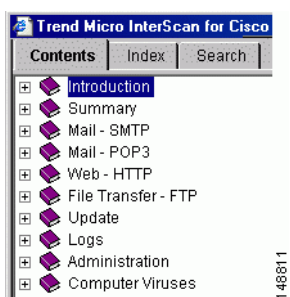 Trend Micro InterScan for Cisco
Contents Index Search
Introduction
Summary
Mail - SMTP
Mail - POP3
Web - HTTP
File Transfer - FTP
Update
Logs
Administration
Computer Viruses
148811